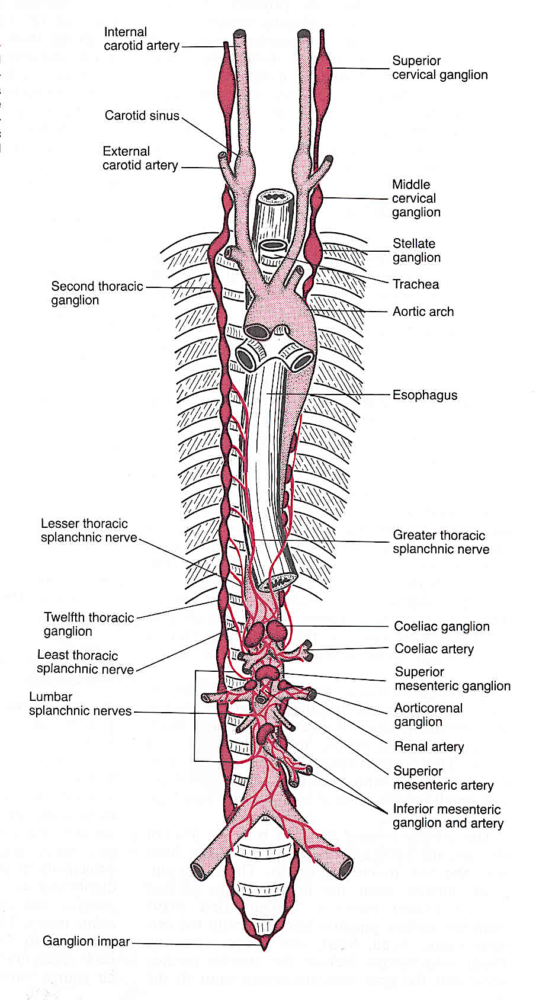 Internal
carotid artery
Superior
cervical ganglion
Carotid sinus
External
carotid artery
Middle
cervical
ganglion
Stellate
ganglion
Trachea
Second thoracic
ganglion
Aortic arch
Esophagus
Lesser thoracic
splanchnic nerve
Greater thoracic
splanchnic nerve
Twelfth thoracic
ganglion
Coeliac ganglion
Coeliac artery
Least thoracic
splanchnic nerve
Superior
mesenteric ganglion
Lumbar
splanchnic nerves
Aorticorenal
ganglion
Renal artery
Superior
mesenteric artery
Inferior mesenteric
ganglion and artery
Ganglion impar